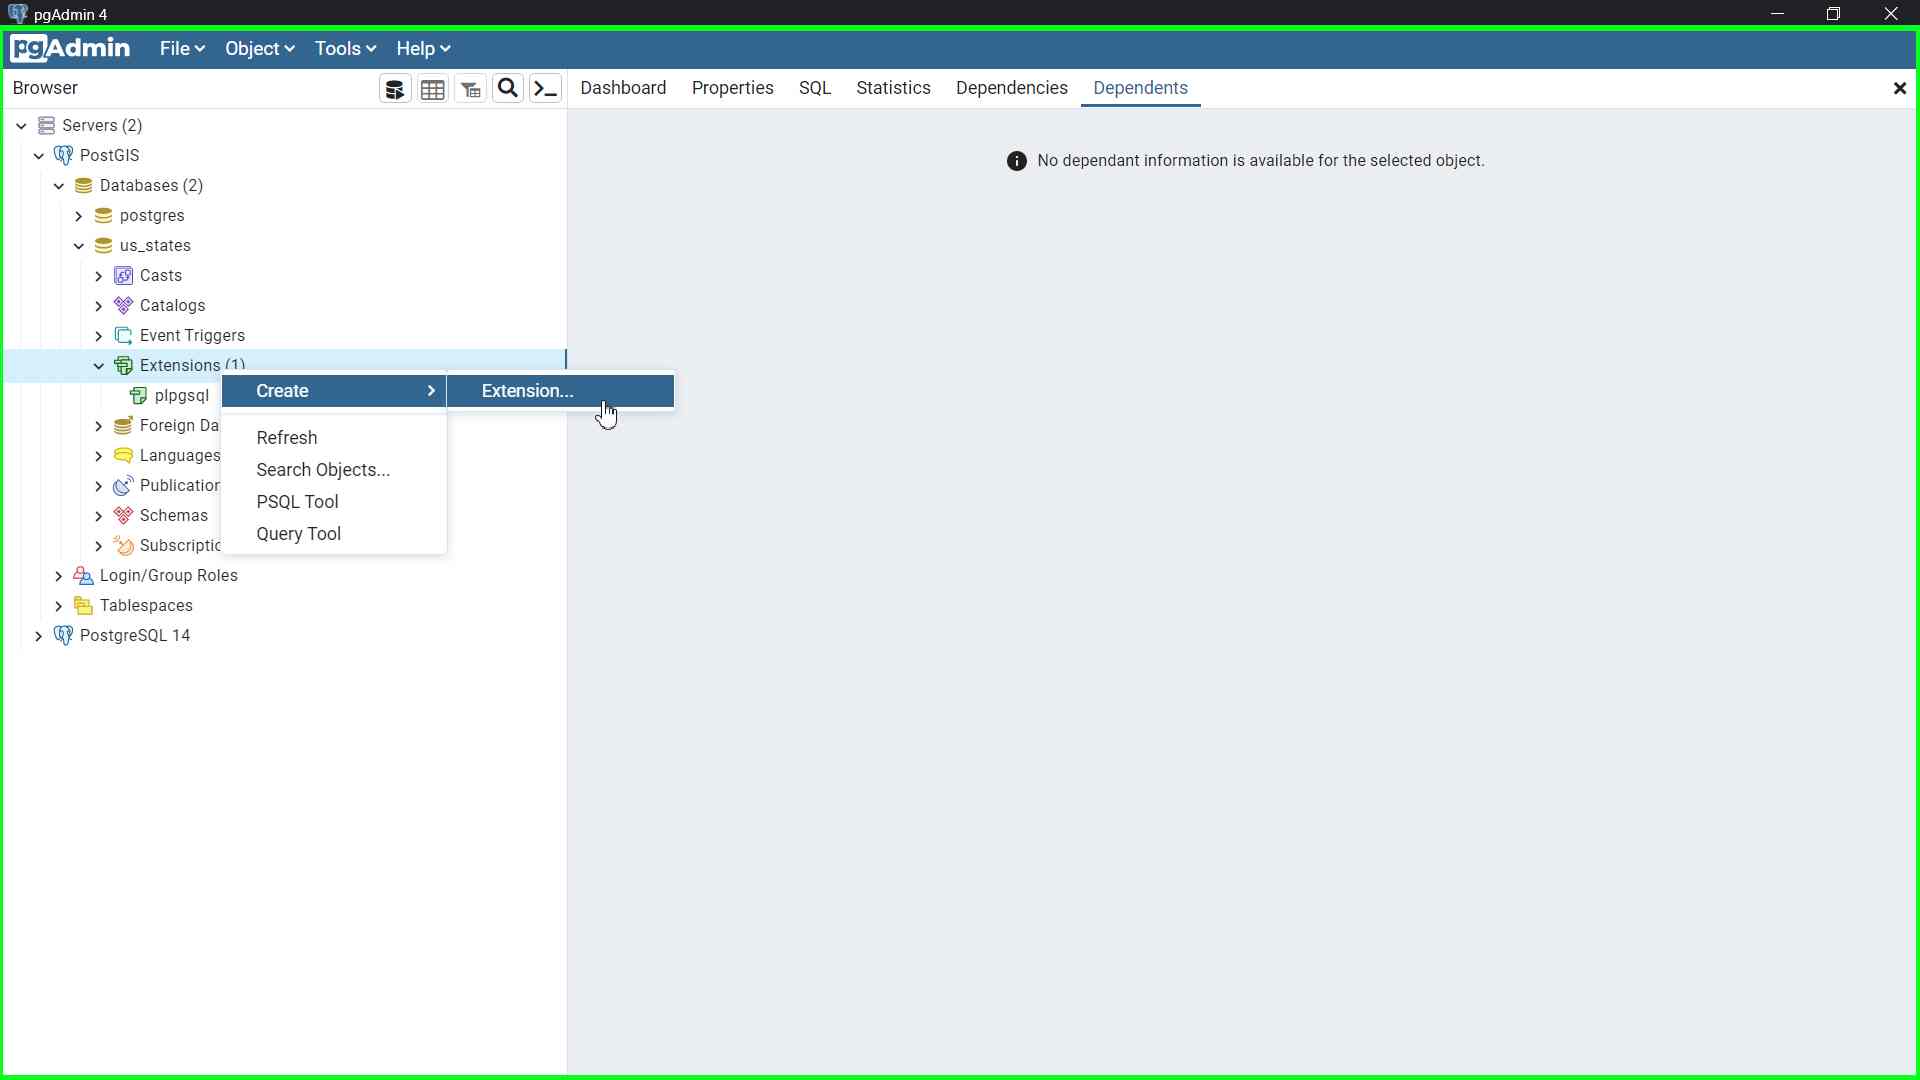 pgAdmin 4
pgAdmin File Object Tools Help
Browser
Dashboard Properties SQL Statistics Dependencies Dependents
Servers (2)
PostGIS
Databases (2)
postgres
us_states
Casts
Catalogs
Event Triggers
Extensions (1)
plpgsql
Foreign Da
Languages
Publication
Schemas
Subscriptic
Login/Group Roles
Tablespaces
PostgreSQL 14
Create
Extension...
Refresh
Search Objects...
PSQL Tool
Query Tool
No dependant information is available for the selected object.